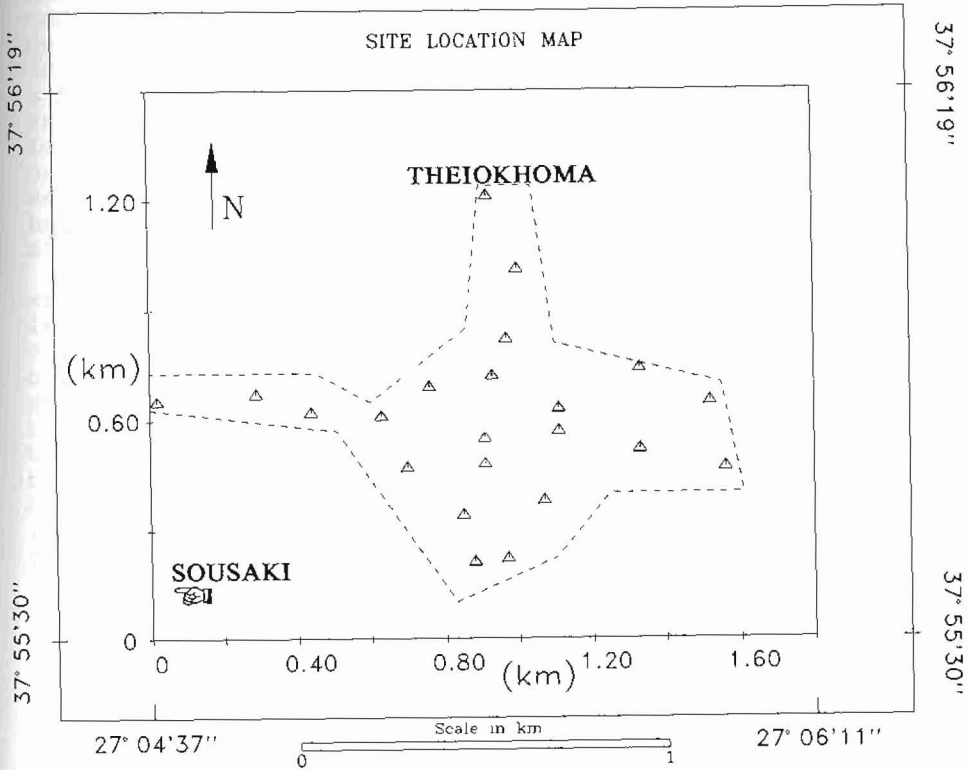 SITE LOCATION MAP
37° 56'19"
37° 56'19"
THEIOKHOMA
1.20
N
(km)
0.60
SOUSAKI
37° 55'30"
37° 55'30"
0
0 0.40 0.80 1.20 1.60
(km)
27° 04'37"
Scale in km
27° 06'11"
0 1